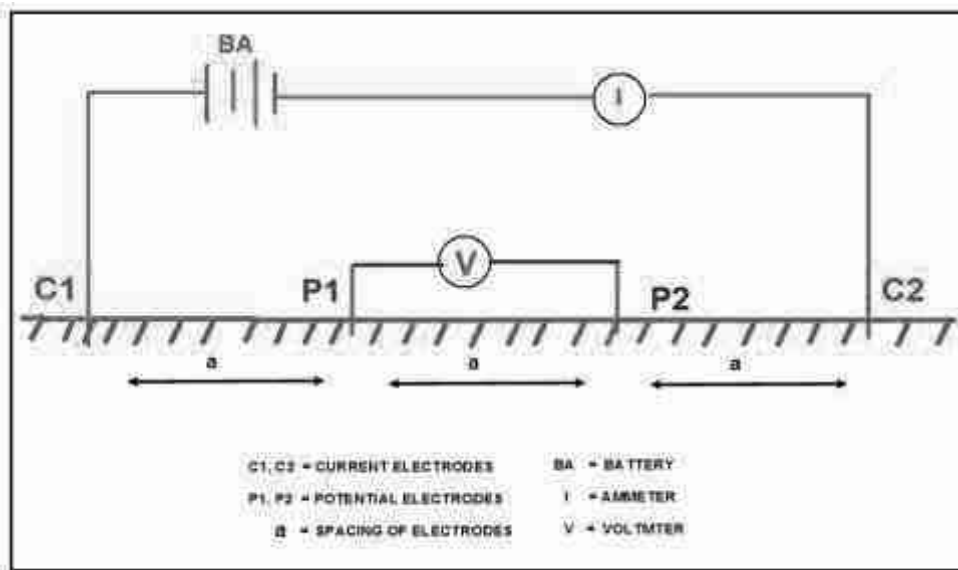 BA
I
V
C1
P1
P2
C2
a
a
a
C1, C2 = CURRENT ELECTRODES
BA = BATTERY
P1, P2 = POTENTIAL ELECTRODES
I = AMMETER
a = SPACING OF ELECTRODES
V = VOLTMTER